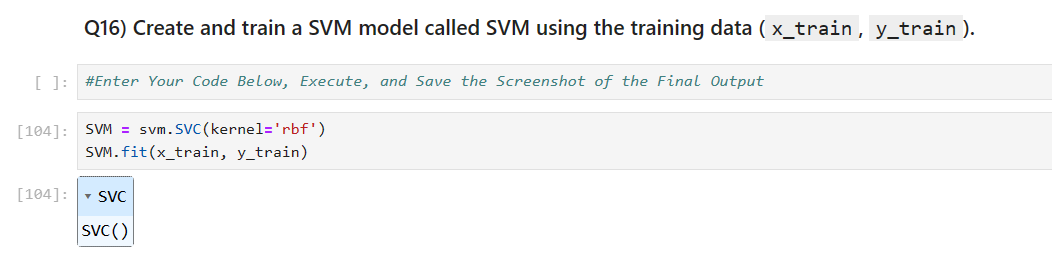 Q16) Create and train a SVM model called SVM using the training data ( x_train , y_train ).
[ ]: #Enter Your Code Below, Execute, and Save the Screenshot of the Final Output
[104]: SVM = svm.SVC(kernel='rbf')
SVM.fit(x_train, y_train)
[104]: ▾ SVC
SVC()